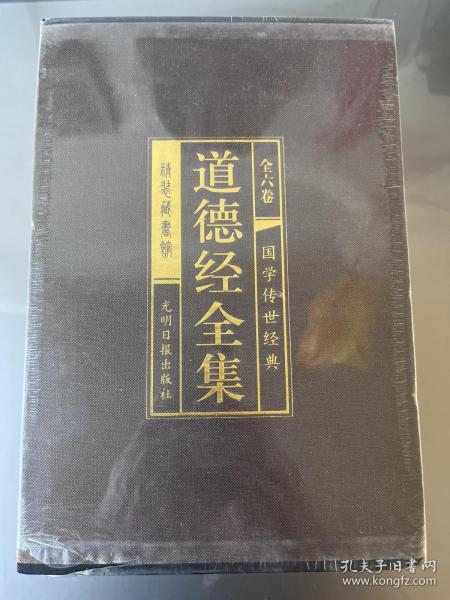 全六卷
国学传世经典
道德经全集
精装藏书馆
光明日报出版社
孔夫子旧书网
www.kongfz.com